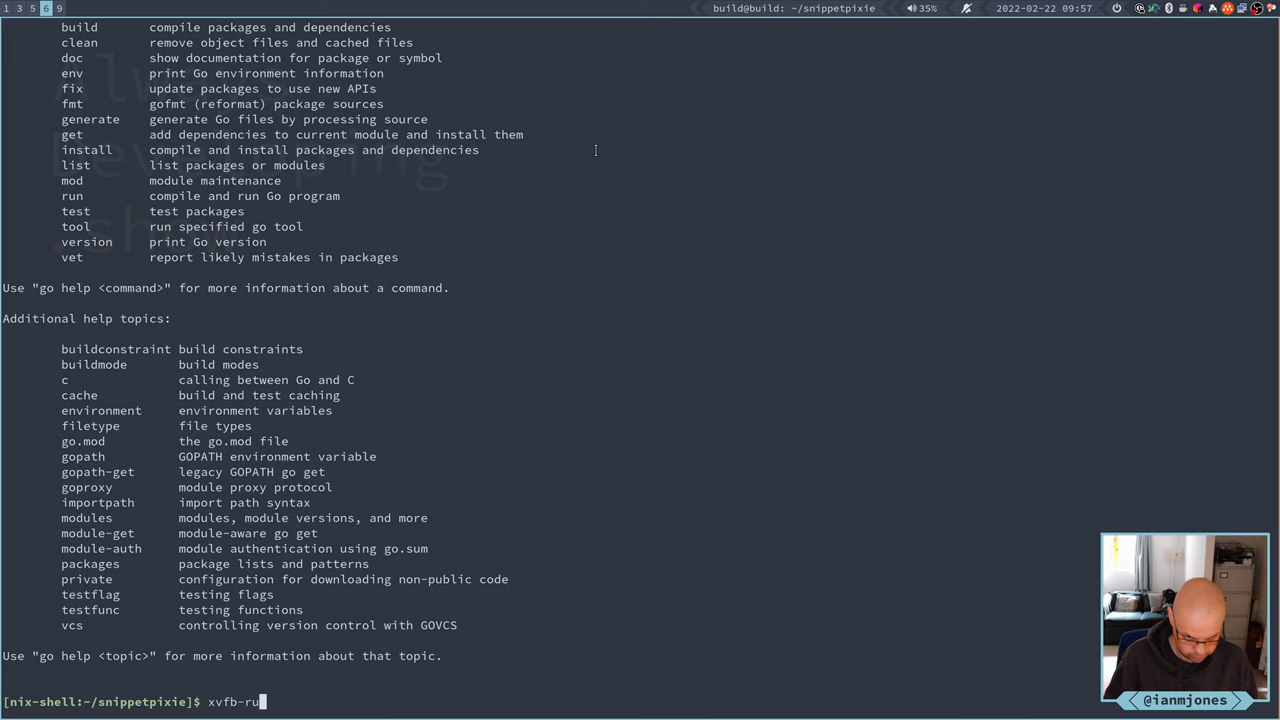 1 3 5 6 9 build@build: ~/snippetpixie 35% 2022-02-22 09:57
build compile packages and dependencies
clean remove object files and cached files
doc show documentation for package or symbol
env print Go environment information
fix update packages to use new APIs
fmt gofmt (reformat) package sources
generate generate Go files by processing source
get add dependencies to current module and install them
install compile and install packages and dependencies
list list packages or modules
mod module maintenance
run compile and run Go program
test test packages
tool run specified go tool
version print Go version
vet report likely mistakes in packages
Use "go help <command>" for more information about a command.
Additional help topics:
buildconstraint build constraints
buildmode build modes
c calling between Go and C
cache build and test caching
environment environment variables
filetype file types
go.mod the go.mod file
gopath GOPATH environment variable
gopath-get legacy GOPATH go get
goproxy module proxy protocol
importpath import path syntax
modules modules, module versions, and more
module-get module-aware go get
module-auth module authentication using go.sum
packages package lists and patterns
private configuration for downloading non-public code
testflag testing flags
testfunc testing functions
vcs controlling version control with GOVCS
Use "go help <topic>" for more information about that topic.
[nix-shell:~/snippetpixie]$ xvfb-ru
@ianmjones